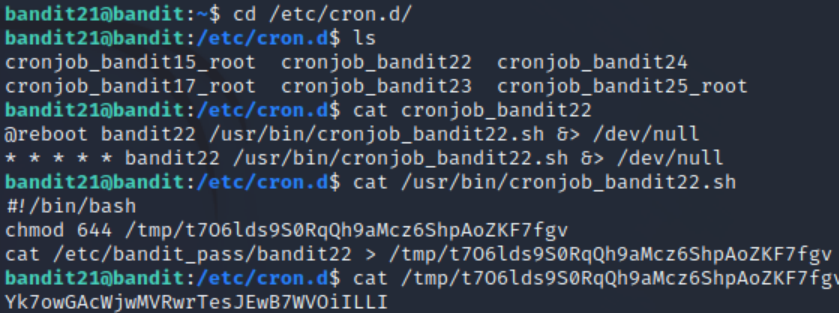 bandit21@bandit:~$ cd /etc/cron.d/
bandit21@bandit:/etc/cron.d$ ls
cronjob_bandit15_root  cronjob_bandit22  cronjob_bandit24
cronjob_bandit17_root  cronjob_bandit23  cronjob_bandit25_root
bandit21@bandit:/etc/cron.d$ cat cronjob_bandit22
@reboot bandit22 /usr/bin/cronjob_bandit22.sh &> /dev/null
* * * * * bandit22 /usr/bin/cronjob_bandit22.sh &> /dev/null
bandit21@bandit:/etc/cron.d$ cat /usr/bin/cronjob_bandit22.sh
#!/bin/bash
chmod 644 /tmp/t7O6lds9S0RqQh9aMcz6ShpAoZKF7fgv
cat /etc/bandit_pass/bandit22 > /tmp/t7O6lds9S0RqQh9aMcz6ShpAoZKF7fgv
bandit21@bandit:/etc/cron.d$ cat /tmp/t7O6lds9S0RqQh9aMcz6ShpAoZKF7fgv
Yk7owGAcWjwMVRwrTesJEwB7WVOiILLI